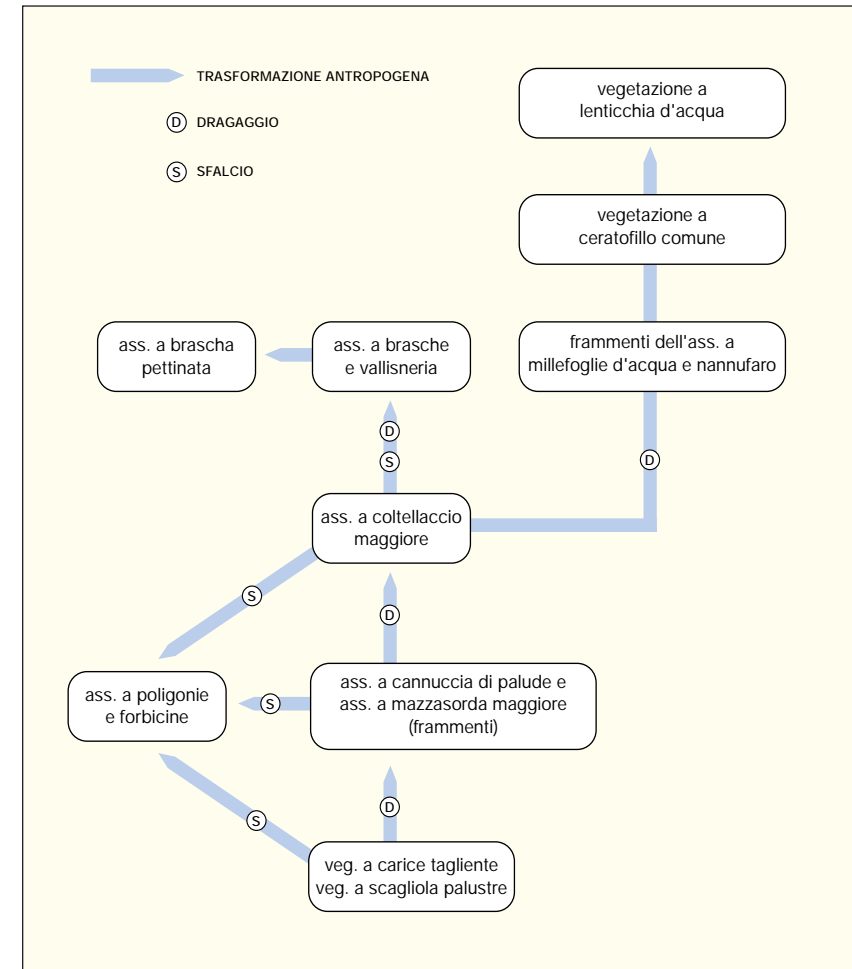 TRASFORMAZIONE ANTROPOGENA
D DRAGAGGIO
S SFALCIO
vegetazione a
lenticchia d'acqua
vegetazione a
ceratofillo comune
ass. a brascha
pettinata
ass. a brasche
e vallisneria
frammenti dell'ass. a
millefoglie d'acqua e nannufaro
D
S
D
ass. a coltellaccio
maggiore
S
D
ass. a poligonie
e forbicine
S
ass. a cannuccia di palude e
ass. a mazzasorda maggiore
(frammenti)
S
D
veg. a carice tagliente
veg. a scagliola palustre